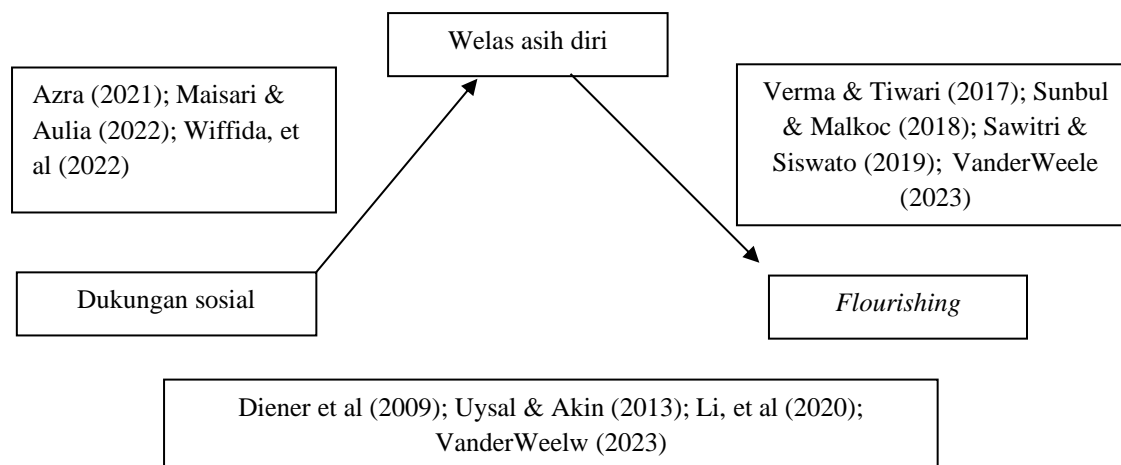 Welas asih diri
Azra (2021); Maisari &
Aulia (2022); Wiffida, et
al (2022)
Verma & Tiwari (2017); Sunbul
& Malkoc (2018); Sawitri &
Siswato (2019); VanderWeele
(2023)
Dukungan sosial
Flourishing
Diener et al (2009); Uysal & Akin (2013); Li, et al (2020);
VanderWeelw (2023)